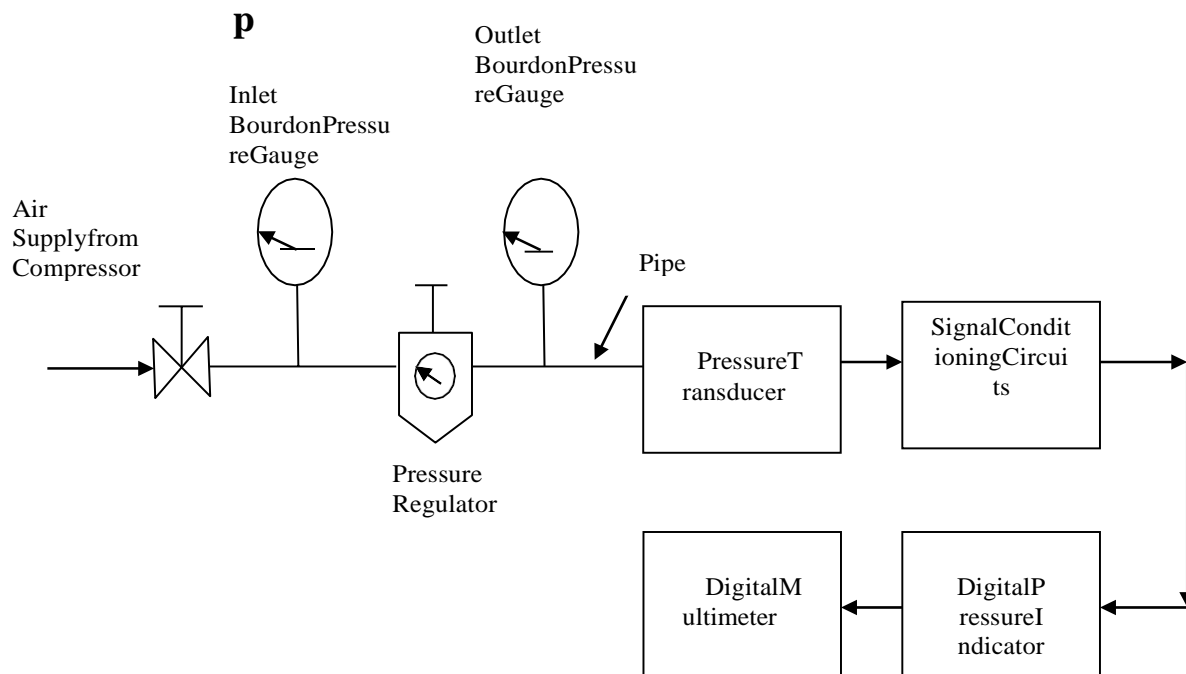 p
Outlet
BourdonPressu
reGauge
Inlet
BourdonPressu
reGauge
Air
Supplyfrom
Compressor
Pipe
PressureT
ransducer
SignalCondit
ioningCircui
ts
Pressure
Regulator
DigitalM
ultimeter
DigitalP
ressureI
ndicator